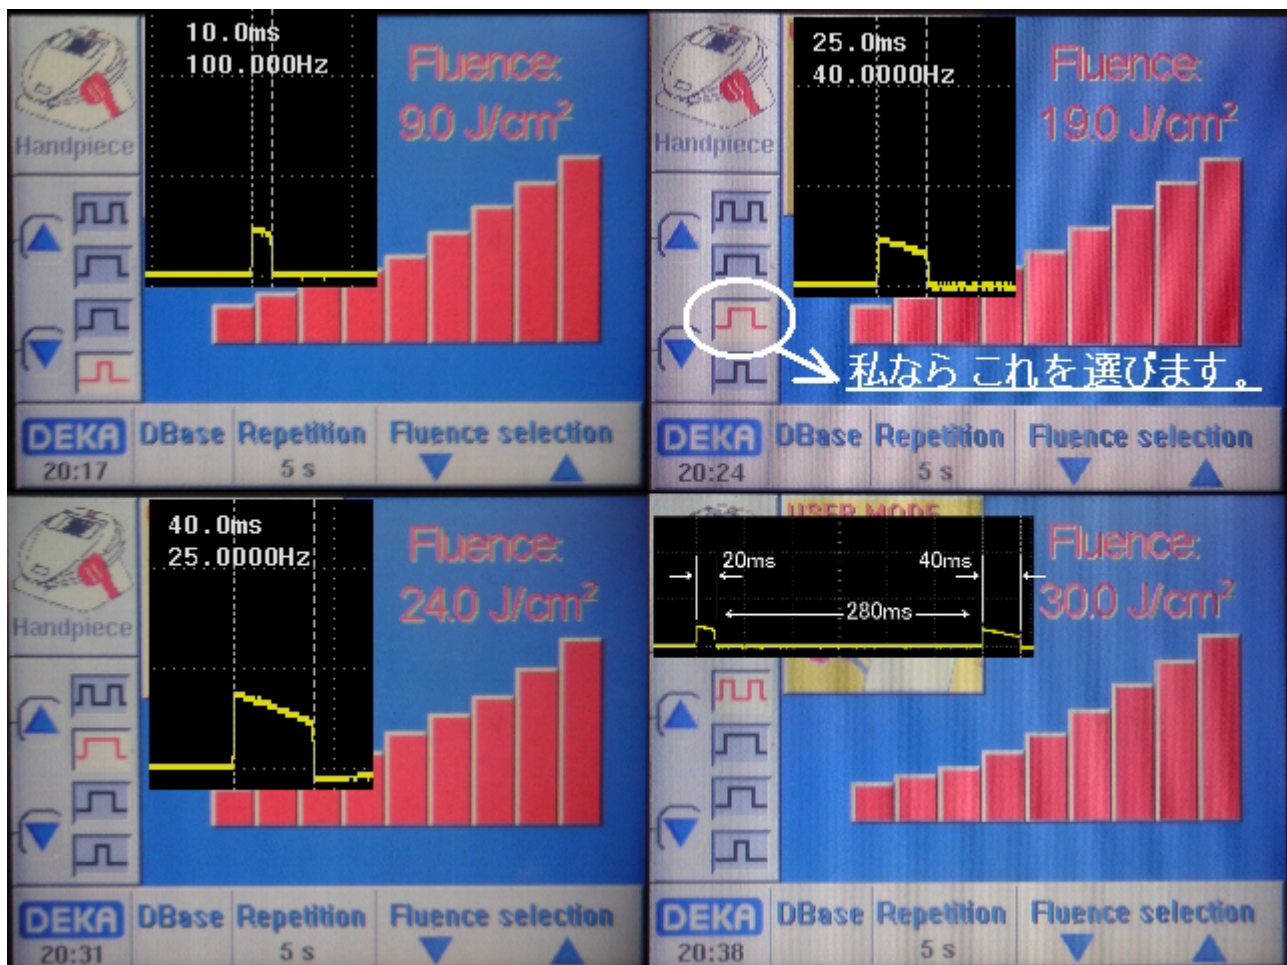 10.0ms
100.000Hz
Fluence:
9.0 J/cm²
Handpiece
DEKA
DBase
Repetition
Fluence selection
20:17
5 s
25.0ms
40.0000Hz
Fluence:
19.0 J/cm²
Handpiece
私なら これを 選びます。
DEKA
DBase
Repetition
Fluence selection
20:24
5 s
40.0ms
25.0000Hz
Fluence:
24.0 J/cm²
Handpiece
DEKA
DBase
Repetition
Fluence selection
20:31
5 s
USER MODE
20ms
40ms
280ms
Fluence:
30.0 J/cm²
DEKA
DBase
Repetition
Fluence selection
20:38
5 s